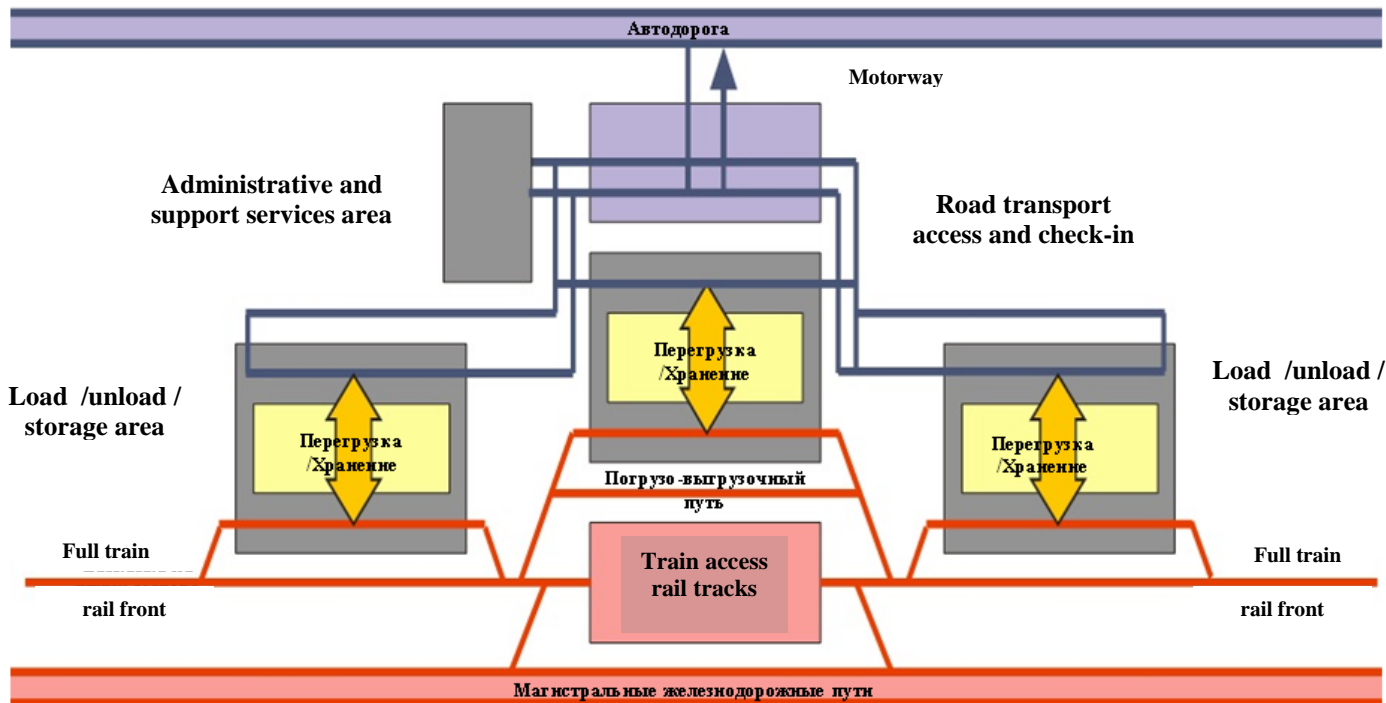 Автодорога
Motorway
Administrative and
support services area
Road transport
access and check-in
Перегрузка
/Хранение
Load /unload /
storage area
Load /unload /
storage area
Перегрузка
/Хранение
Перегрузка
/Хранение
Погрузо-выгрузочный
путь
Full train
rail front
Train access
rail tracks
Full train
rail front
Магистральные железнодорожные пути